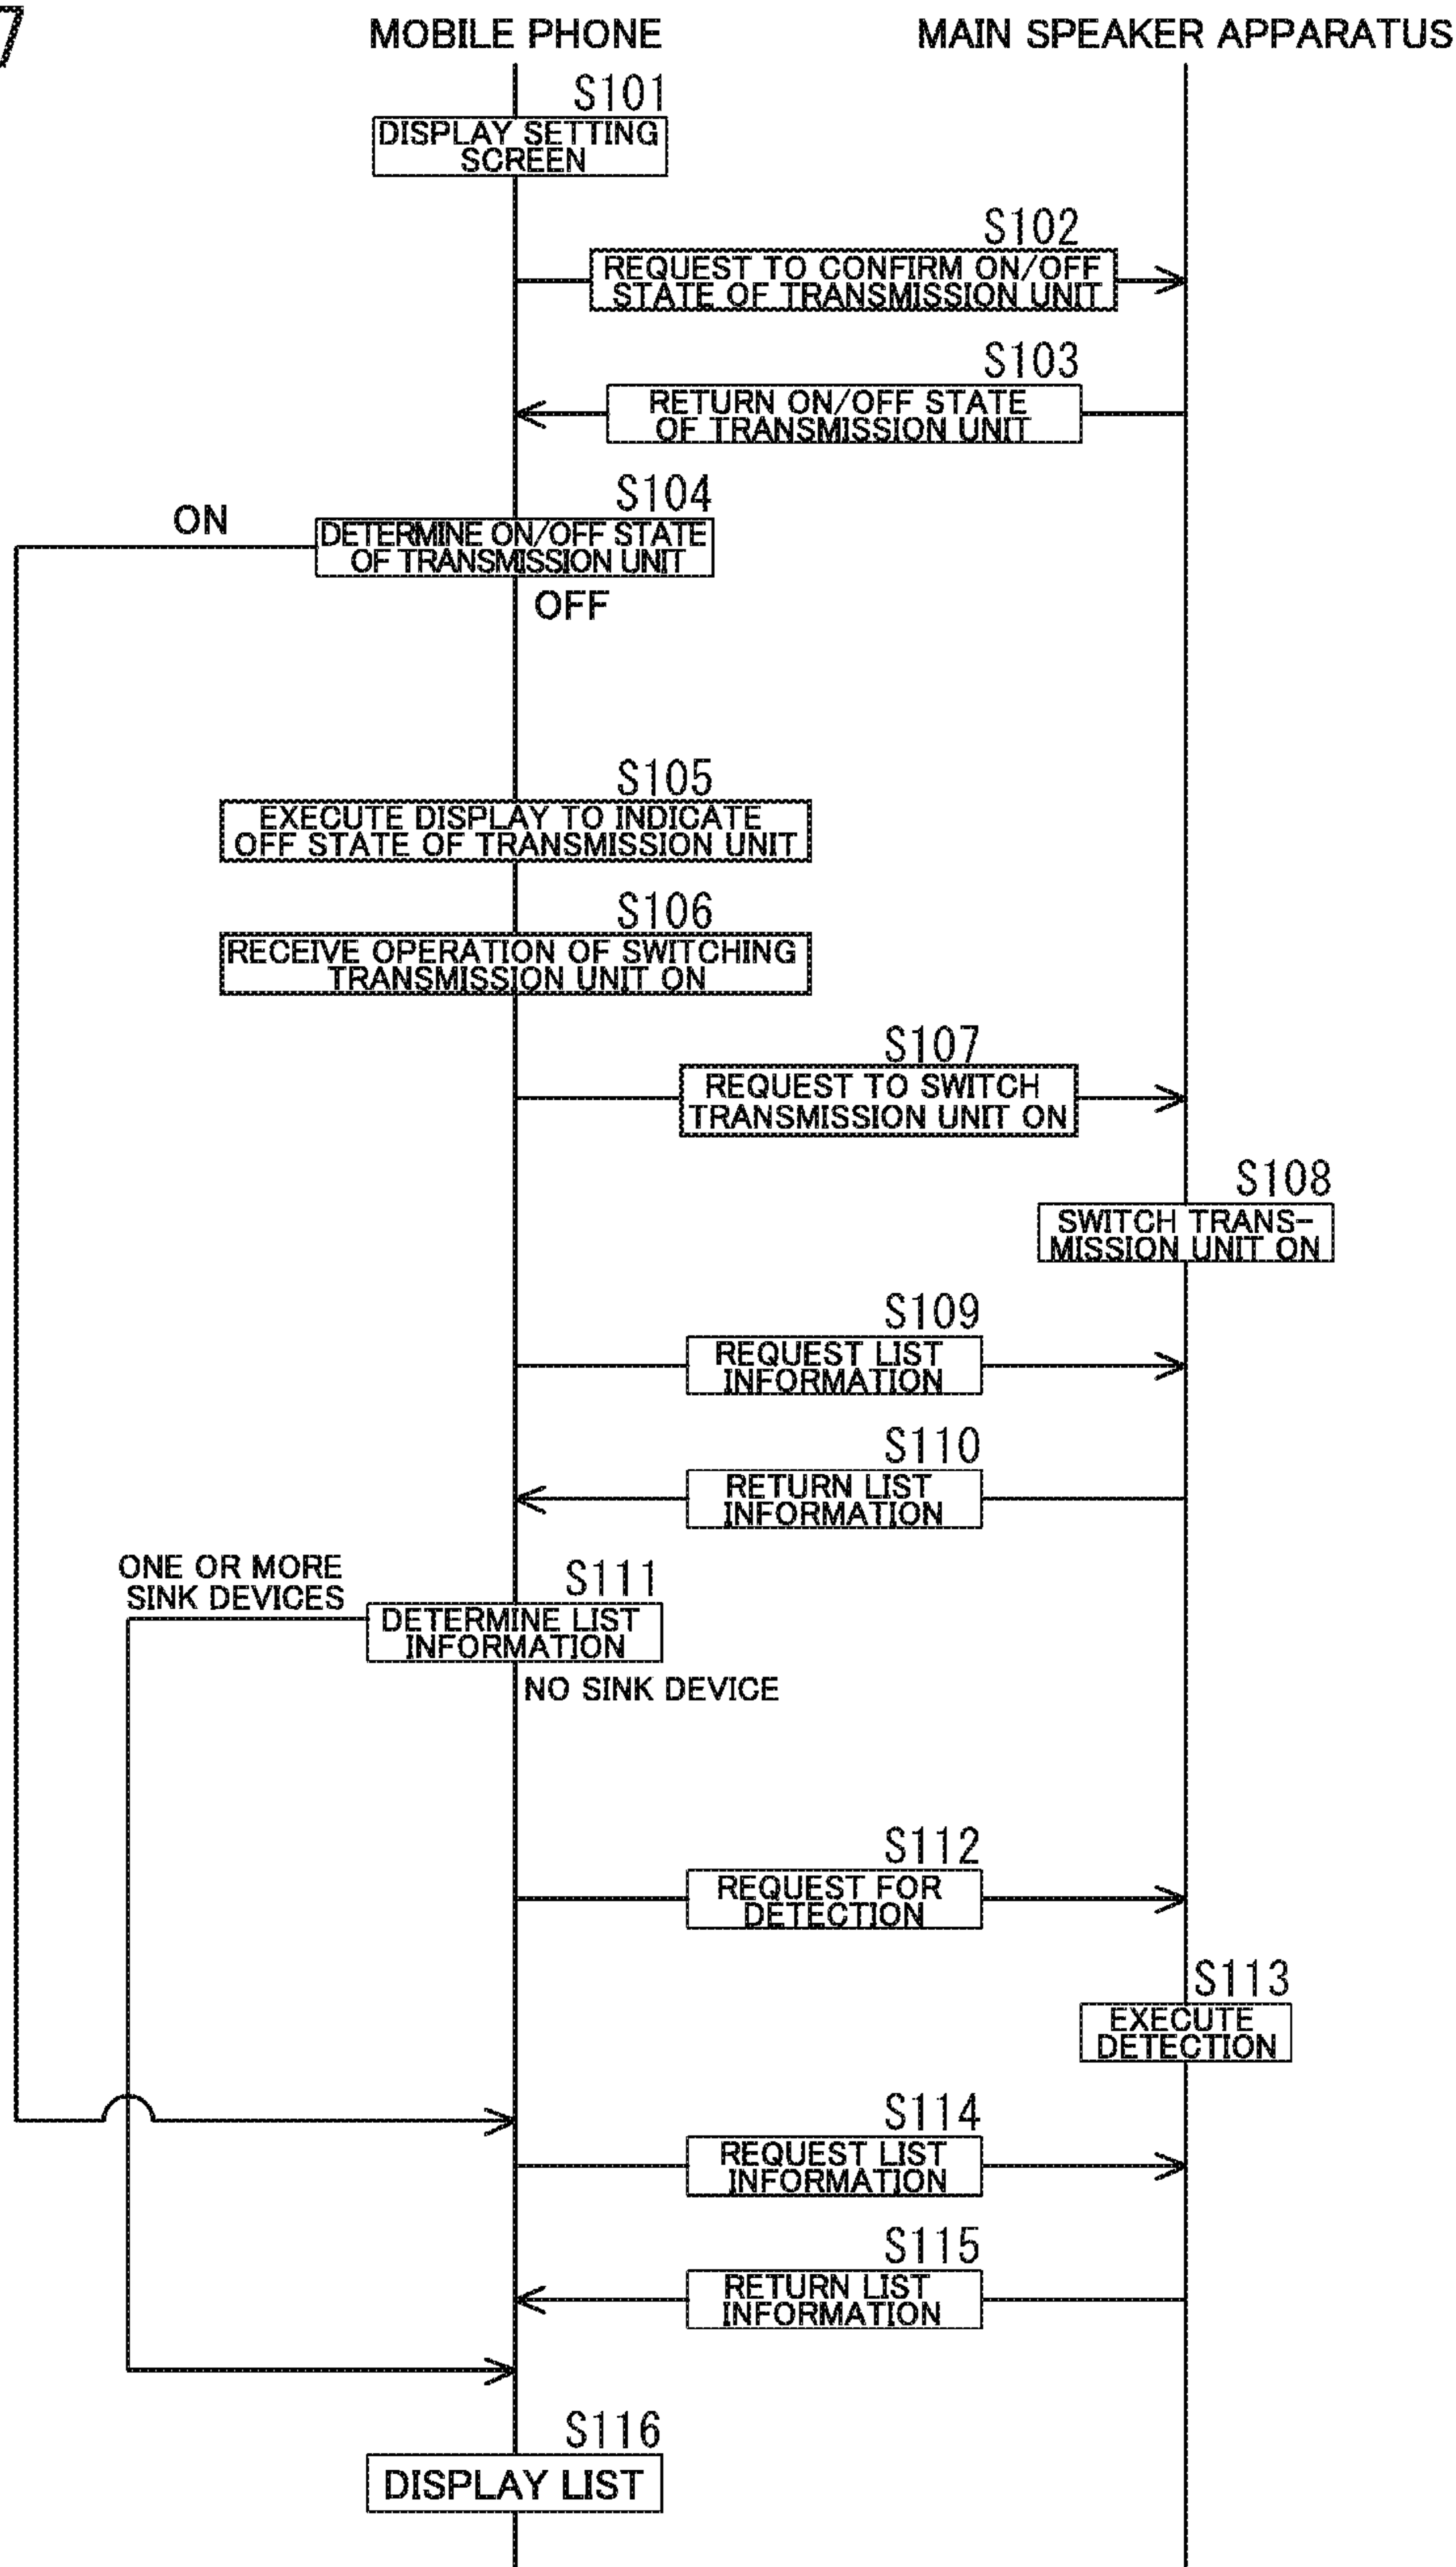 7
MOBILE PHONE
MAIN SPEAKER APPARATUS
S101
DISPLAY SETTING
SCREEN
S102
REQUEST TO CONFIRM ON/OFF
STATE OF TRANSMISSION UNIT
S103
RETURN ON/OFF STATE
OF TRANSMISSION UNIT
S104
ON
DETERMINE ON/OFF STATE
OF TRANSMISSION UNIT
OFF
S105
EXECUTE DISPLAY TO INDICATE
OFF STATE OF TRANSMISSION UNIT
S106
RECEIVE OPERATION OF SWITCHING
TRANSMISSION UNIT ON
S107
REQUEST TO SWITCH
TRANSMISSION UNIT ON
S108
SWITCH TRANS-
MISSION UNIT ON
S109
REQUEST LIST
INFORMATION
S110
RETURN LIST
INFORMATION
ONE OR MORE
SINK DEVICES
S111
DETERMINE LIST
INFORMATION
NO SINK DEVICE
S112
REQUEST FOR
DETECTION
S113
EXECUTE
DETECTION
S114
REQUEST LIST
INFORMATION
S115
RETURN LIST
INFORMATION
S116
DISPLAY LIST